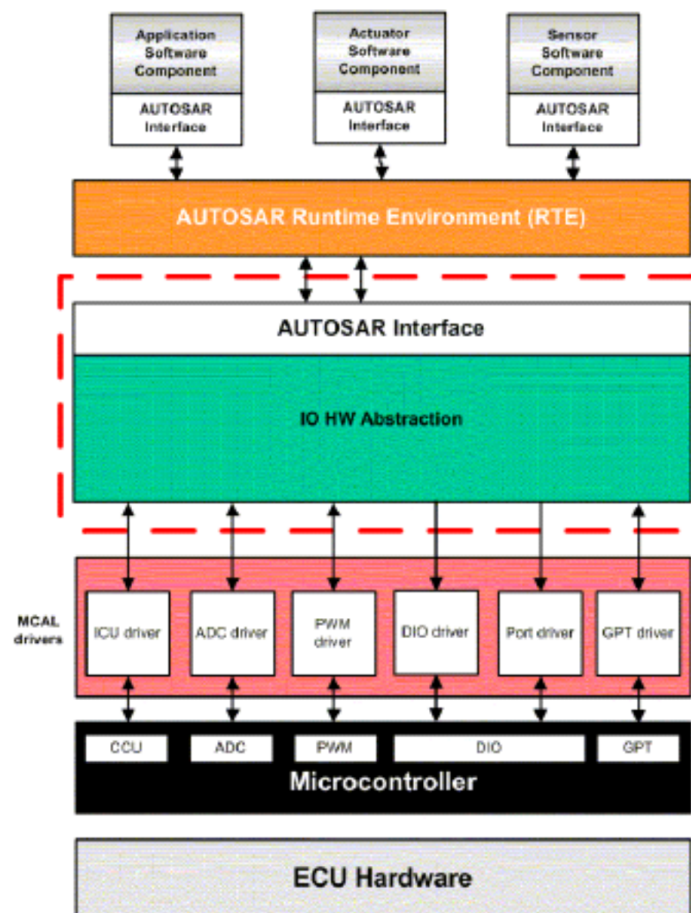 Application
Software
Component
AUTOSAR
Interface
Actuator
Software
Component
AUTOSAR
Interface
Sensor
Software
Component
AUTOSAR
Interface
AUTOSAR Runtime Environment (RTE)
AUTOSAR Interface
IO HW Abstraction
MCAL
drivers
ICU driver
ADC driver
PWM
driver
DIO driver
Port driver
GPT driver
CCU
ADC
PWM
DIO
GPT
Microcontroller
ECU Hardware